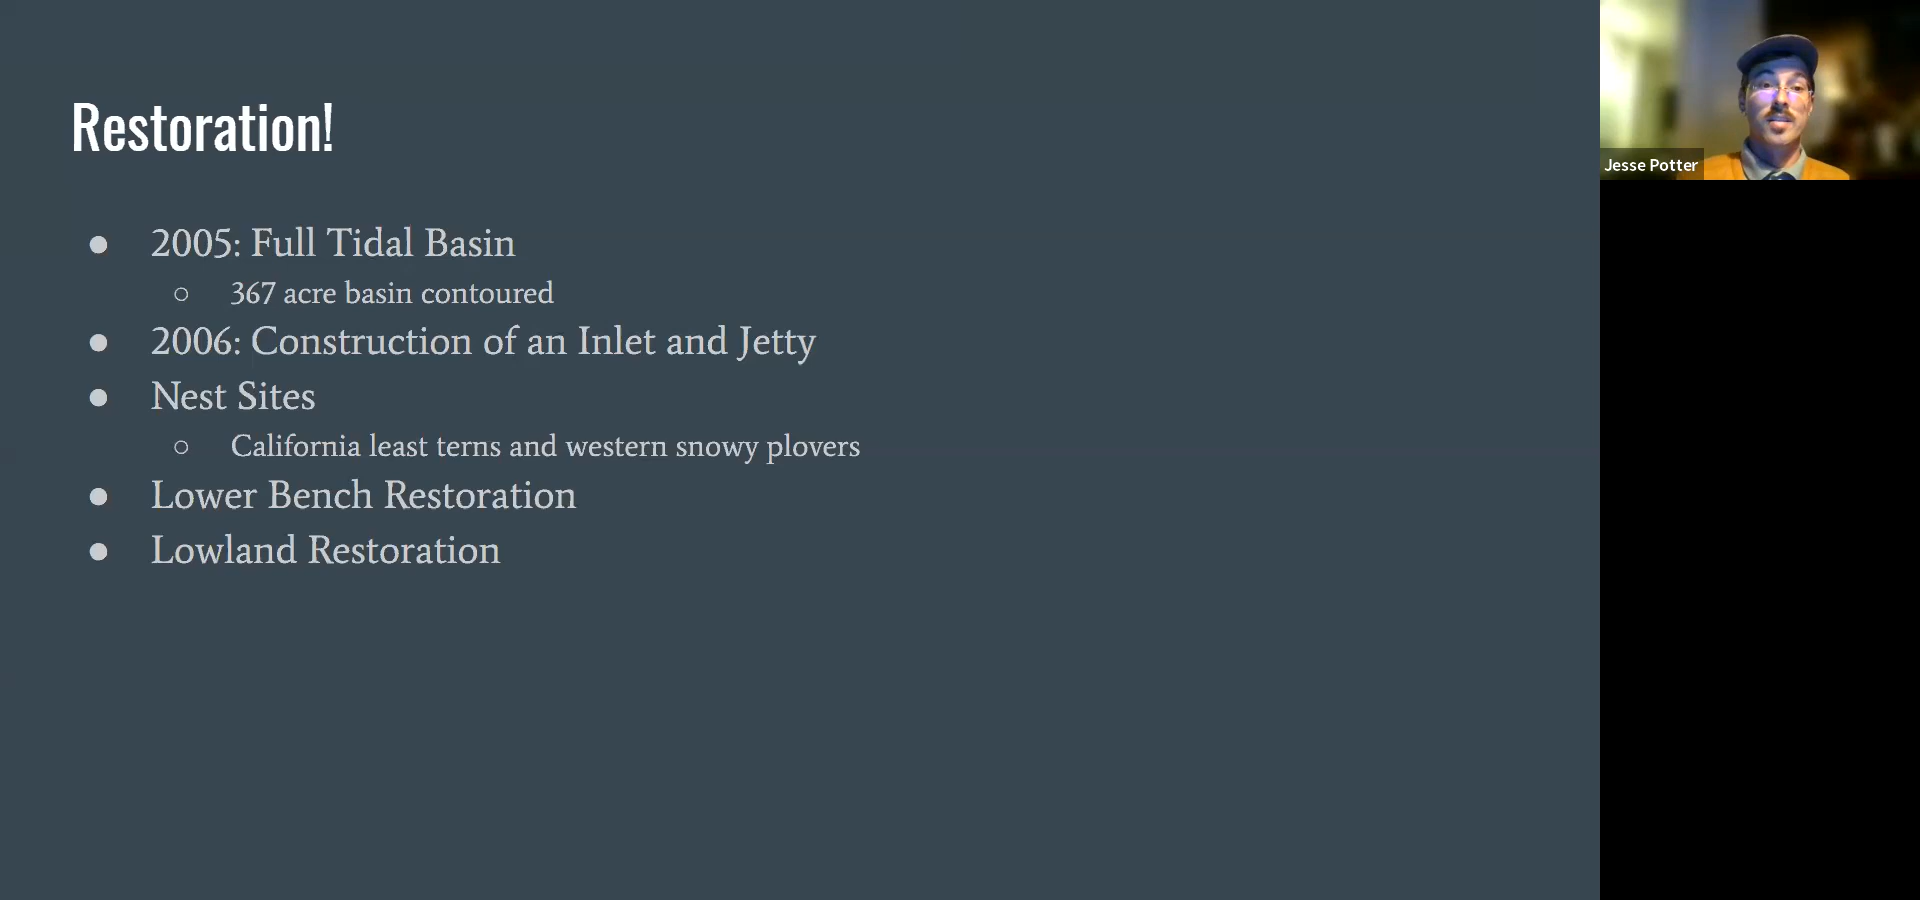 Restoration!
● 2005: Full Tidal Basin
○ 367 acre basin contoured
● 2006: Construction of an Inlet and Jetty
● Nest Sites
○ California least terns and western snowy plovers
● Lower Bench Restoration
● Lowland Restoration
Jesse Potter